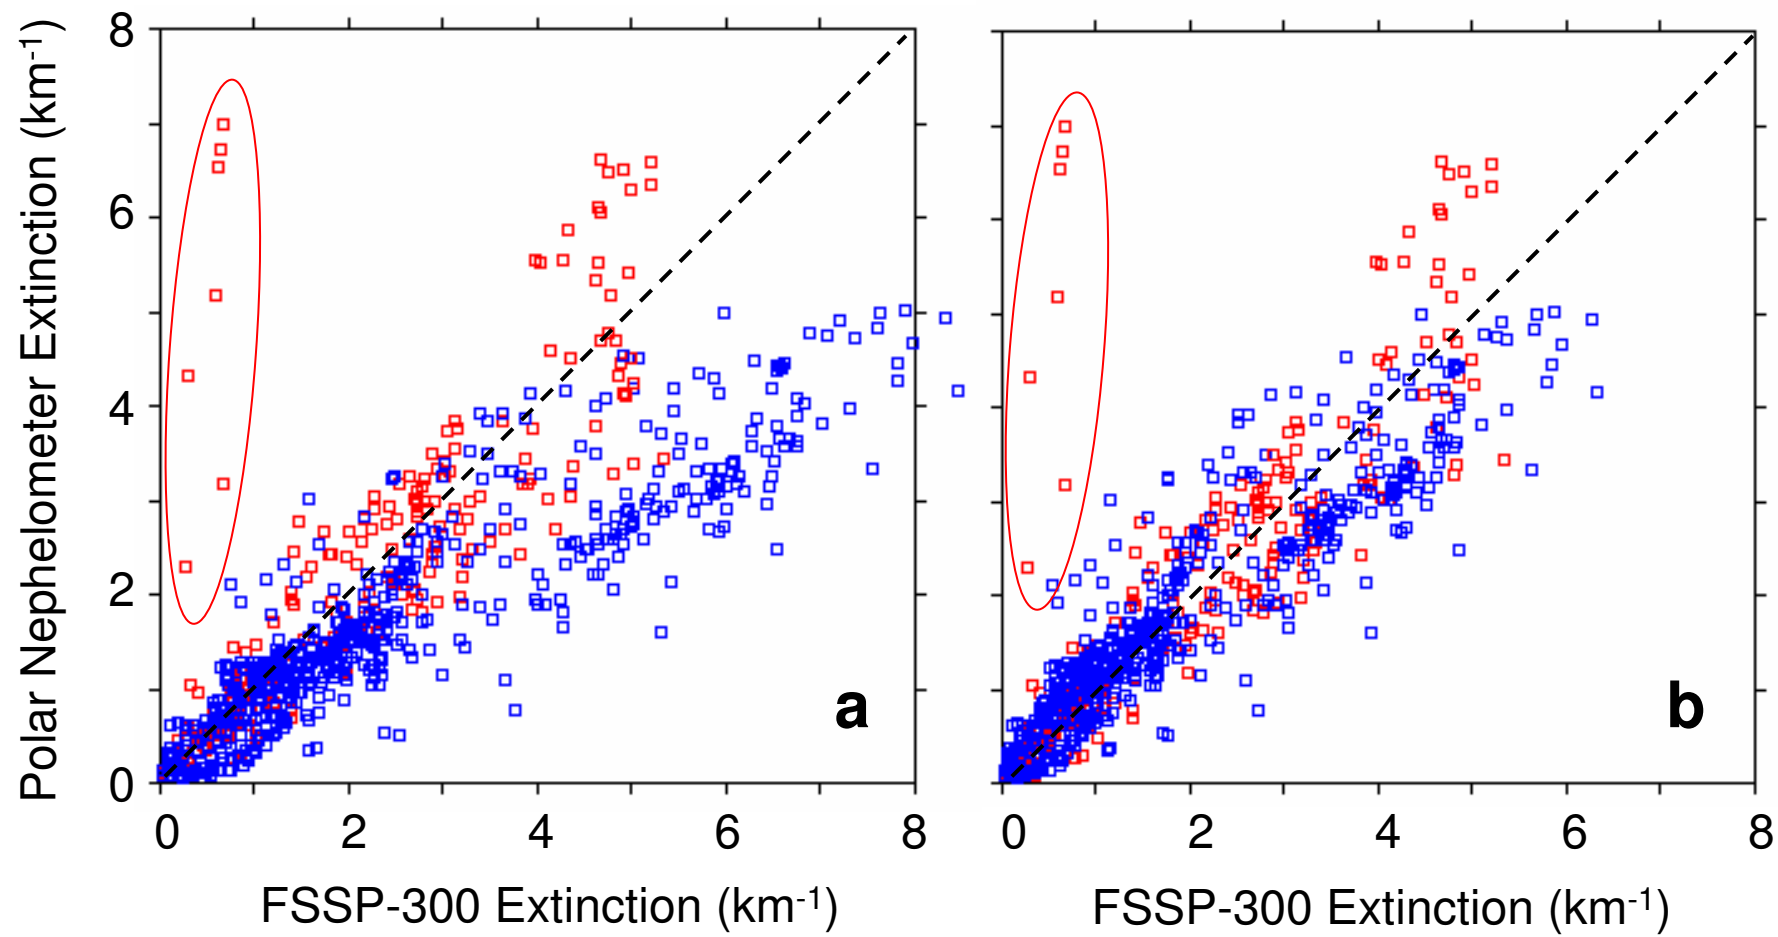 Polar Nephelometer Extinction (km-1)
8
6
4
2
0
a
b
0 2 4 6 8
0 2 4 6 8
FSSP-300 Extinction (km-1)
FSSP-300 Extinction (km-1)